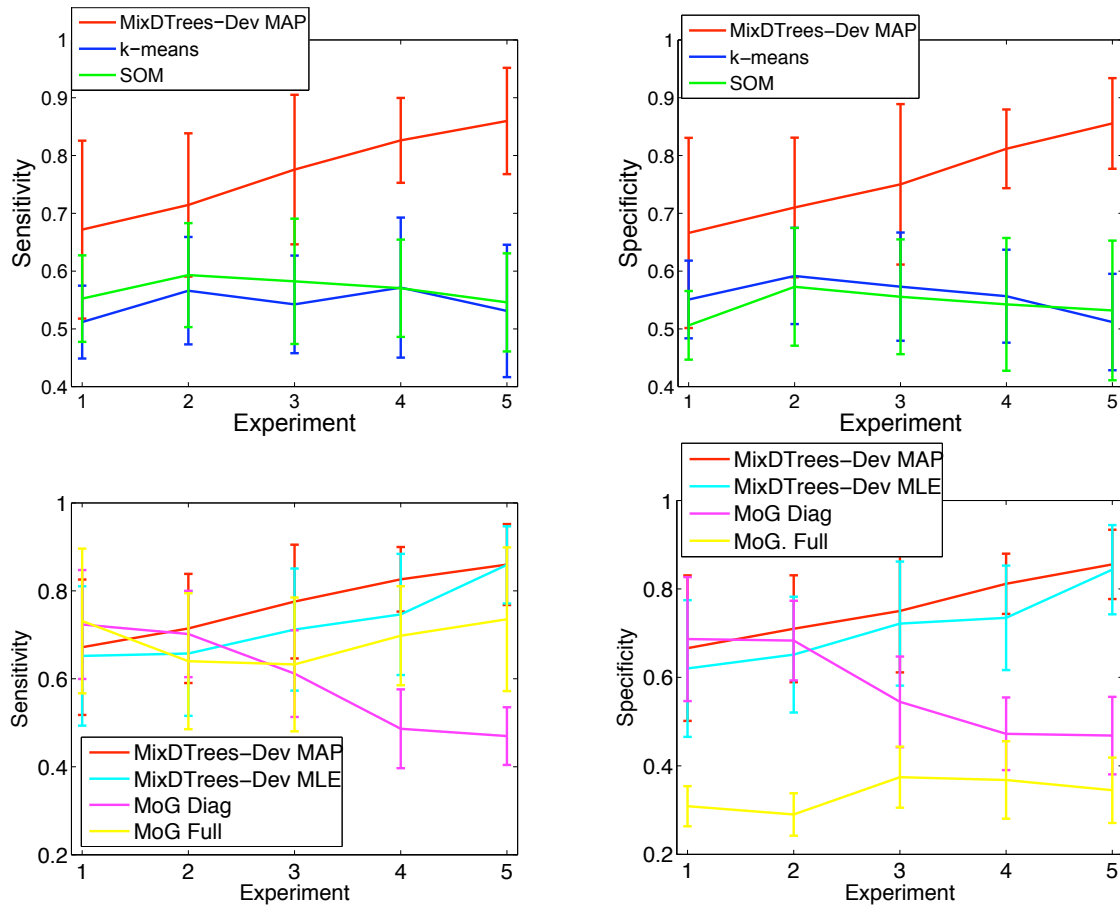 MixDTrees-Dev MAP
k-means
SOM
1
0.9
0.8
0.7
0.6
0.5
0.4
Sensitivity
1 2 3 4 5
Experiment
MixDTrees-Dev MAP
k-means
SOM
1
0.9
0.8
0.7
0.6
0.5
0.4
Specificity
1 2 3 4 5
Experiment
1
0.8
0.6
0.4
0.2
Sensitivity
MixDTrees-Dev MAP
MixDTrees-Dev MLE
MoG Diag
MoG Full
1 2 3 4 5
Experiment
MixDTrees-Dev MAP
MixDTrees-Dev MLE
MoG Diag
MoG. Full
1
0.8
0.6
0.4
0.2
Specificity
1 2 3 4 5
Experiment